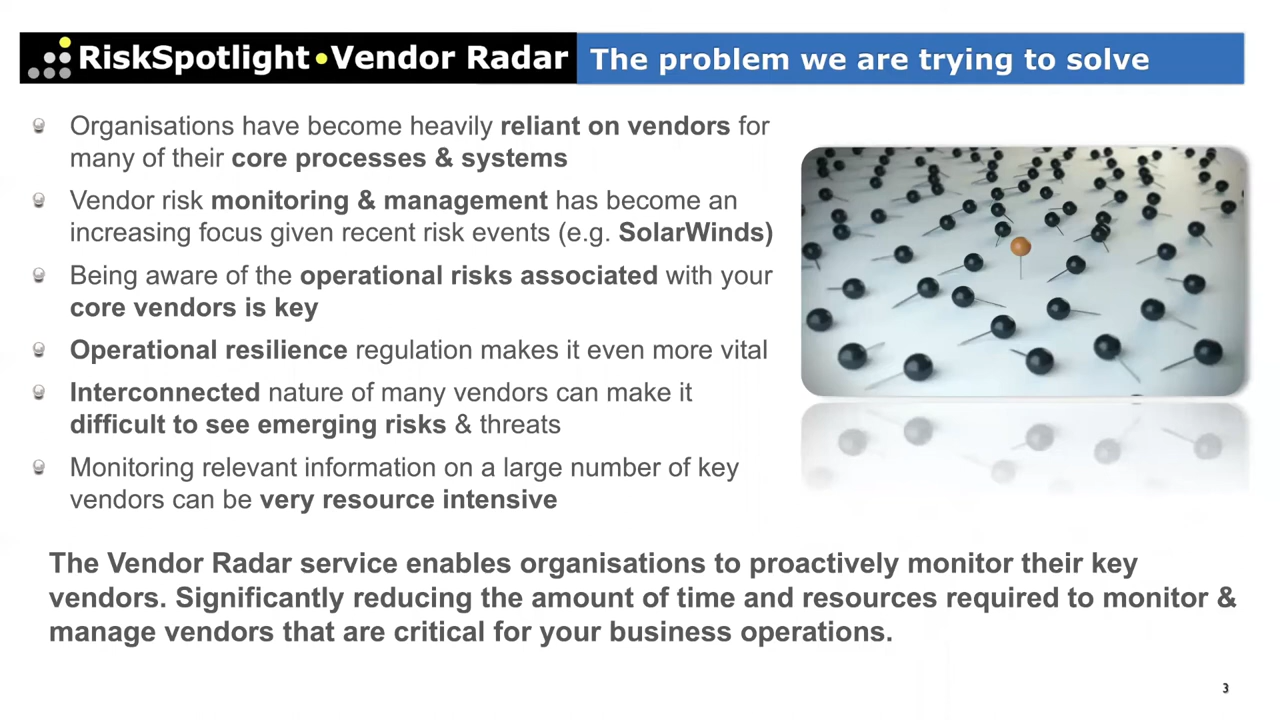 RiskSpotlight•Vendor Radar
The problem we are trying to solve
Organisations have become heavily reliant on vendors for
many of their core processes & systems
Vendor risk monitoring & management has become an
increasing focus given recent risk events (e.g. SolarWinds)
Being aware of the operational risks associated with your
core vendors is key
Operational resilience regulation makes it even more vital
Interconnected nature of many vendors can make it
difficult to see emerging risks & threats
Monitoring relevant information on a large number of key
vendors can be very resource intensive
The Vendor Radar service enables organisations to proactively monitor their key
vendors. Significantly reducing the amount of time and resources required to monitor &
manage vendors that are critical for your business operations.
3